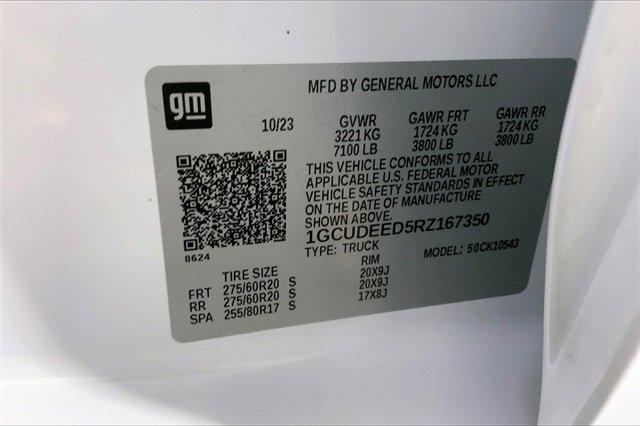 gm
MFD BY GENERAL MOTORS LLC
10/23 GVWR GAWR FRT GAWR RR
3221 KG 1724 KG 1724 KG
7100 LB 3800 LB 3800 LB
THIS VEHICLE CONFORMS TO ALL
APPLICABLE U.S. FEDERAL MOTOR
VEHICLE SAFETY STANDARDS IN EFFECT
ON THE DATE OF MANUFACTURE
SHOWN ABOVE.
1GCUDEED5RZ167350
8624
TYPE: TRUCK MODEL: 50CK10543
TIRE SIZE RIM
FRT 275/60R20 S 20X9J
RR 275/60R20 S 20X9J
SPA 255/80R17 S 17X8J